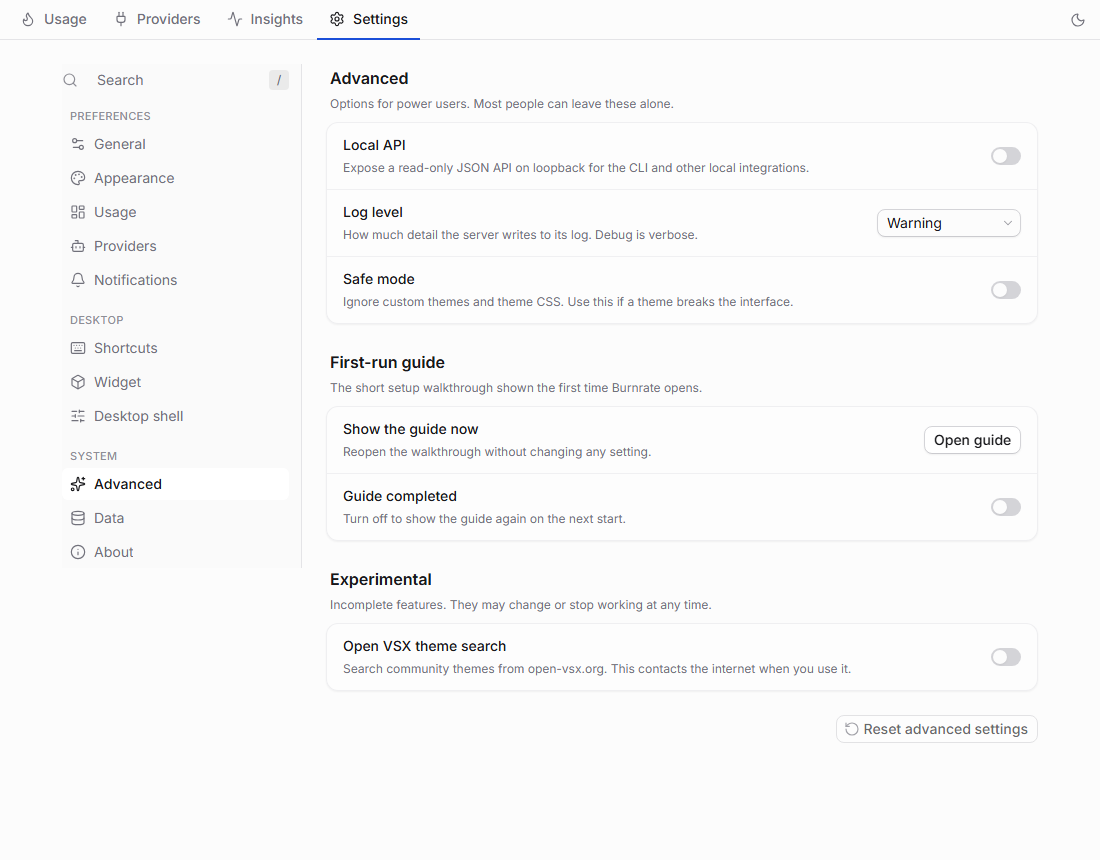 Usage
Providers
Insights
Settings
Search
/
PREFERENCES
General
Appearance
Usage
Providers
Notifications
DESKTOP
Shortcuts
Widget
Desktop shell
SYSTEM
Advanced
Data
About
Advanced
Options for power users. Most people can leave these alone.
Local API
Expose a read-only JSON API on loopback for the CLI and other local integrations.
Log level
How much detail the server writes to its log. Debug is verbose.
Warning
Safe mode
Ignore custom themes and theme CSS. Use this if a theme breaks the interface.
First-run guide
The short setup walkthrough shown the first time Burnrate opens.
Show the guide now
Reopen the walkthrough without changing any setting.
Open guide
Guide completed
Turn off to show the guide again on the next start.
Experimental
Incomplete features. They may change or stop working at any time.
Open VSX theme search
Search community themes from open-vsx.org. This contacts the internet when you use it.
Reset advanced settings